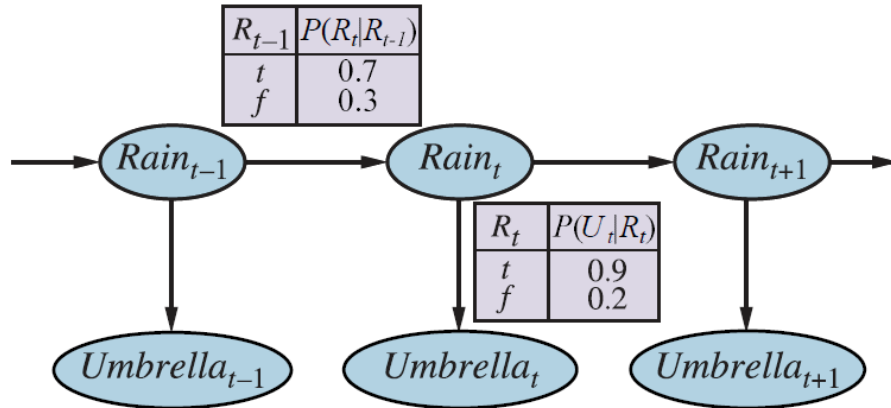 R_{t-1} P(R_t|R_{t-1})
t 0.7
f 0.3
Rain_{t-1} Rain_t Rain_{t+1}
R_t P(U_t|R_t)
t 0.9
f 0.2
Umbrella_{t-1} Umbrella_t Umbrella_{t+1}